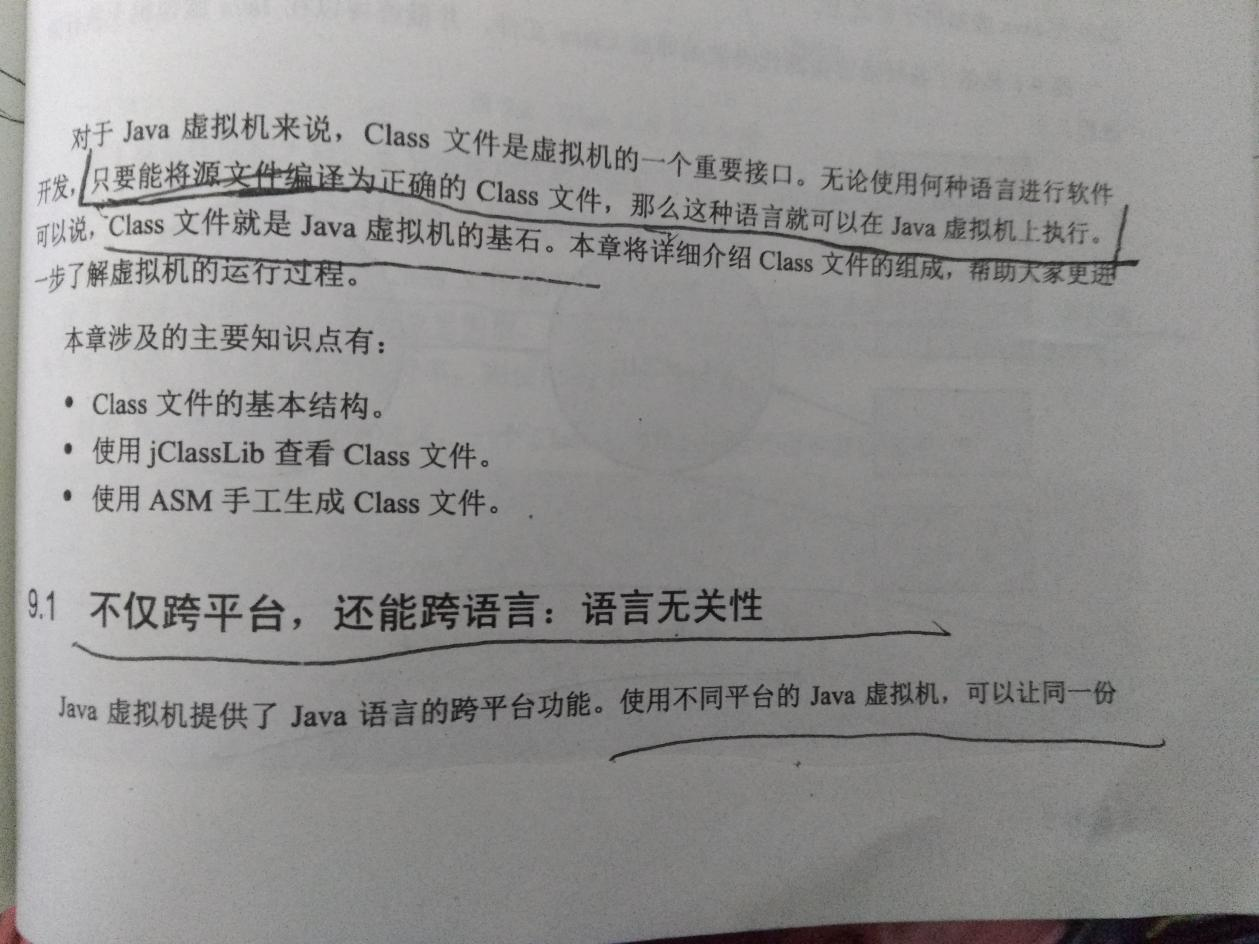 对于 Java 虚拟机来说，Class 文件是虚拟机的一个重要接口。无论使用何种语言进行软件
开发，只要能将源文件编译为正确的 Class 文件，那么这种语言就可以在 Java 虚拟机上执行。
可以说，Class 文件就是 Java 虚拟机的基石。本章将详细介绍 Class 文件的组成，帮助大家更进
一步了解虚拟机的运行过程。
本章涉及的主要知识点有：
• Class 文件的基本结构。
• 使用 jClassLib 查看 Class 文件。
• 使用 ASM 手工生成 Class 文件。
9.1 不仅跨平台，还能跨语言：语言无关性
Java 虚拟机提供了 Java 语言的跨平台功能。使用不同平台的 Java 虚拟机，可以让同一份